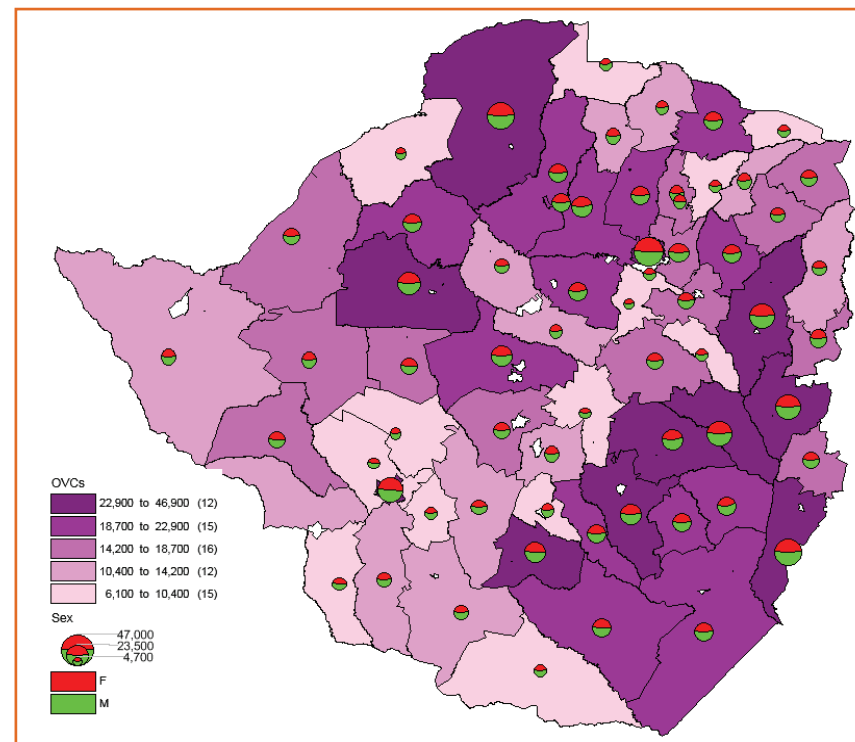 OVCs
22,900 to 46,900 (12)
18,700 to 22,900 (15)
14,200 to 18,700 (16)
10,400 to 14,200 (12)
6,100 to 10,400 (15)
Sex
47,000
23,500
4,700
F
M